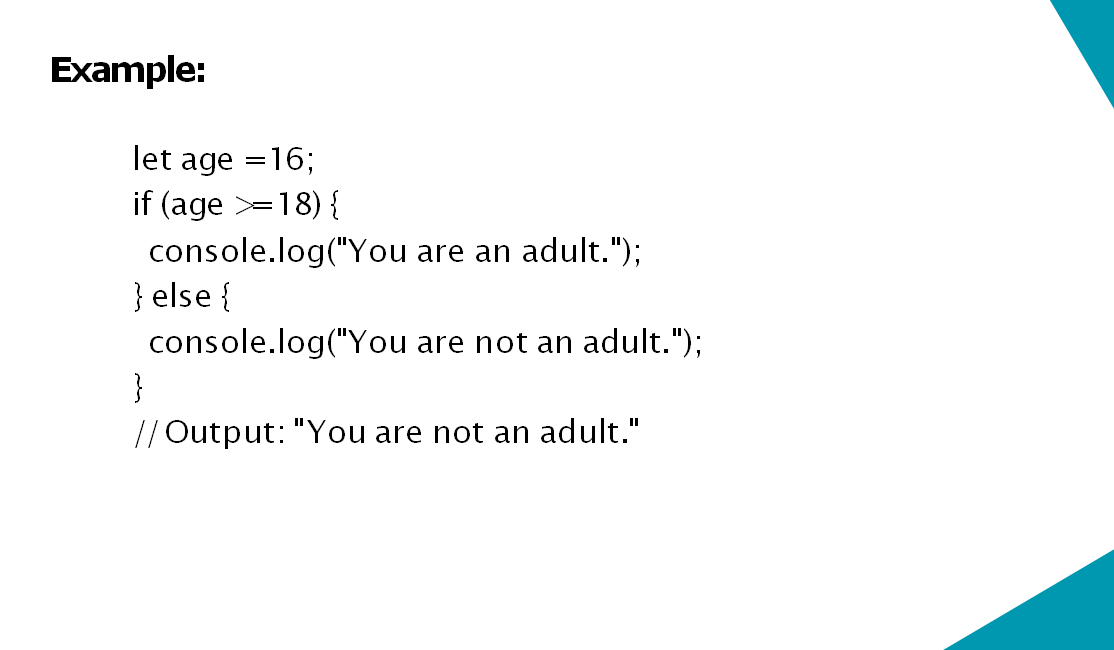 Example:
let age =16;
if (age >=18) {
  console.log("You are an adult.");
} else {
  console.log("You are not an adult.");
}
// Output: "You are not an adult."